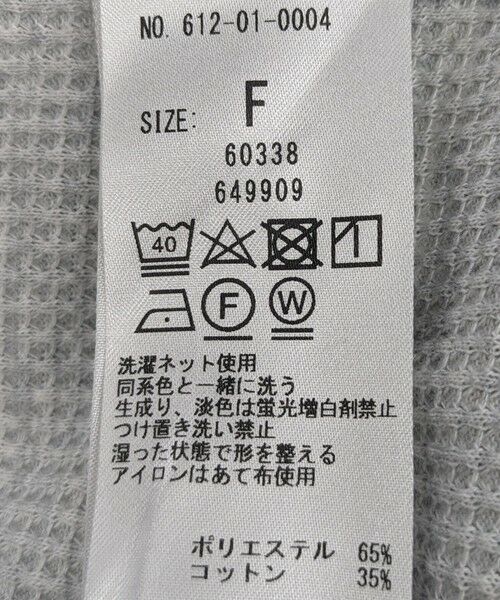 NO. 612-01-0004
SIZE: F
60338
649909
40
F W
洗濯ネット使用
同系色と一緒に洗う
生成り、淡色は蛍光増白剤禁止
つけ置き洗い禁止
湿った状態で形を整える
アイロンはあて布使用
ポリエステル 65%
コットン 35%